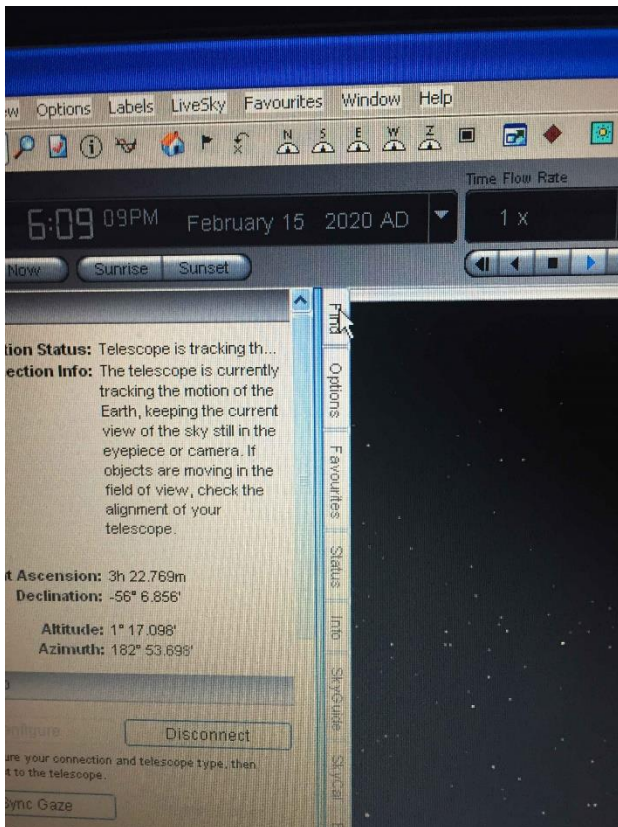 Options Labels LiveSky Favourites Window Help
N S E W Z
Time Flow Rate
6:09 09PM February 15 2020 AD
1 x
Now Sunrise Sunset
Find
Options
Favourites
Status
Info
SkyGuide
SkyCal
tion Status: Telescope is tracking th...
ection Info: The telescope is currently
tracking the motion of the
Earth, keeping the current
view of the sky still in the
eyepiece or camera. If
objects are moving in the
field of view, check the
alignment of your
telescope.
t Ascension: 3h 22.769m
Declination: -56° 6.856'
Altitude: 1° 17.098'
Azimuth: 182° 53.698'
onfigure Disconnect
ure your connection and telescope type, then
t to the telescope.
Sync Gaze